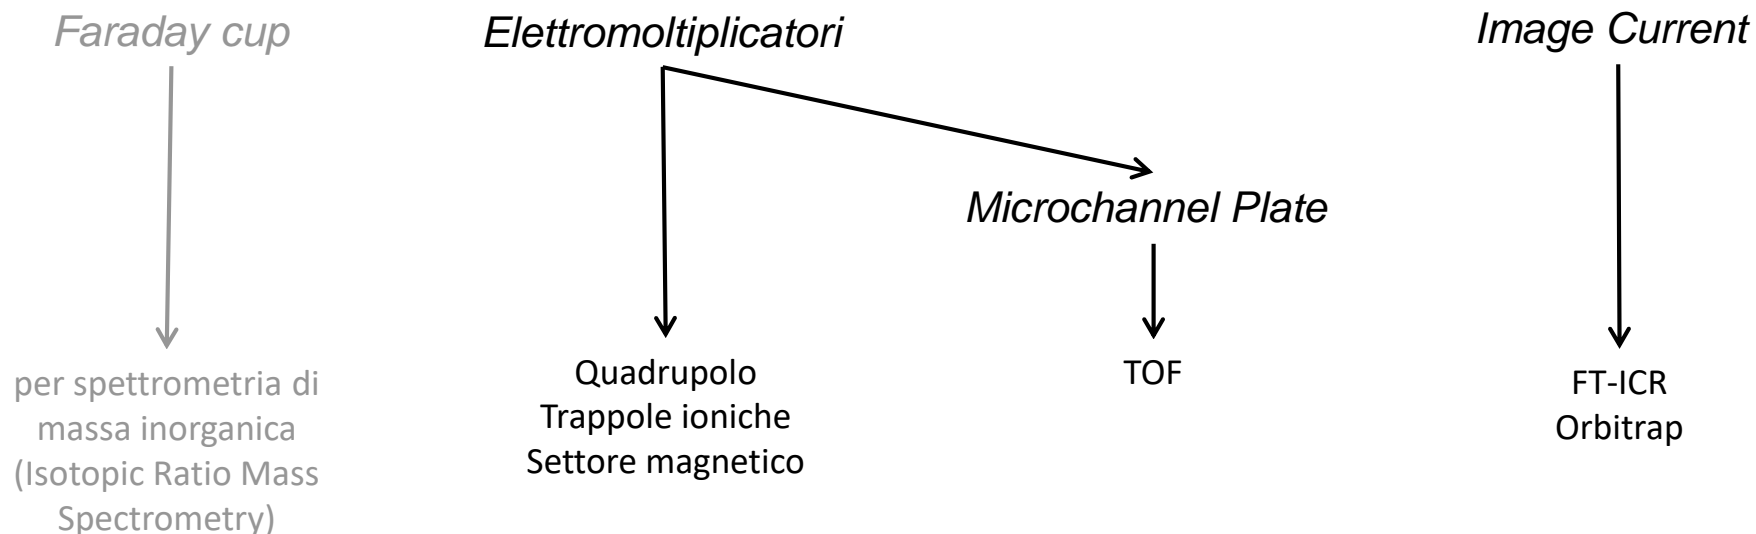 Faraday cup
Elettromoltiplicatori
Image Current
Microchannel Plate
per spettrometria di
massa inorganica
(Isotopic Ratio Mass
Spectrometry)
Quadrupolo
Trappole ioniche
Settore magnetico
TOF
FT-ICR
Orbitrap